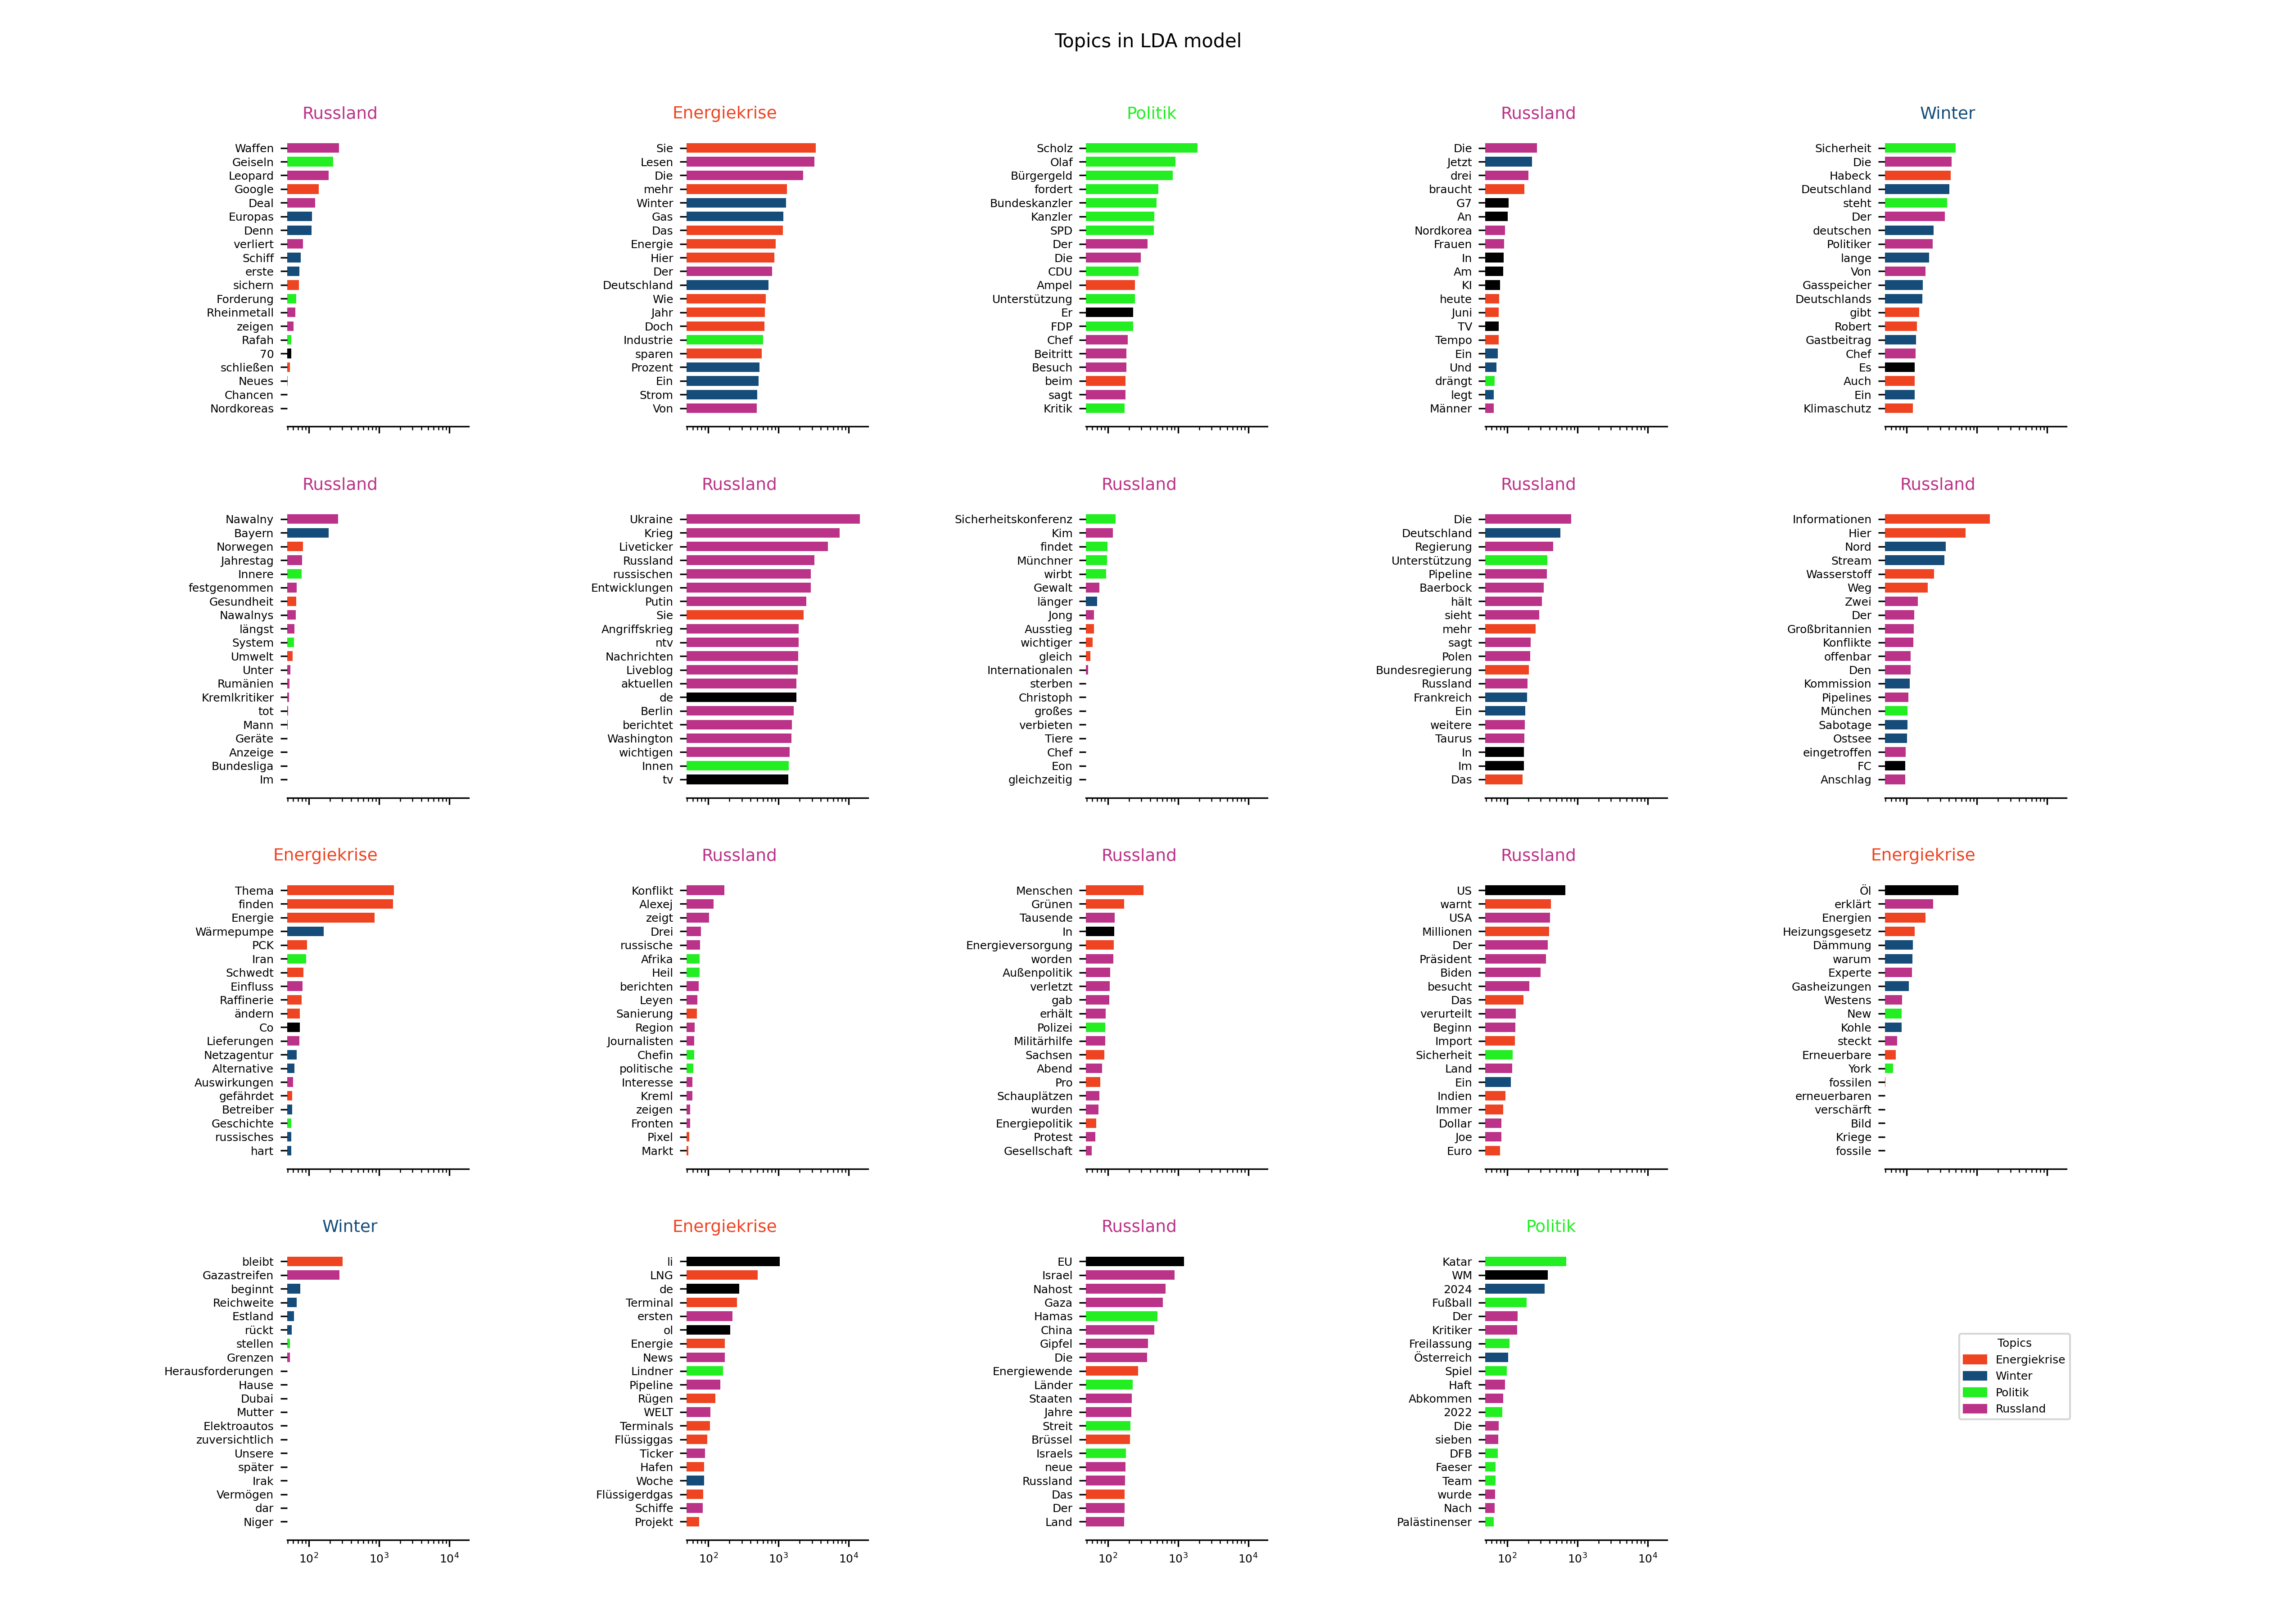 Topics in LDA model
Russland
Waffen
Geiseln
Leopard
Google
Deal
Europas
Denn
verliert
Schiff
erste
sichern
Forderung
Rheinmetall
zeigen
Rafah
70
schließen
Neues
Chancen
Nordkoreas
Energiekrise
Sie
Lesen
Die
mehr
Winter
Gas
Das
Energie
Hier
Der
Deutschland
Wie
Jahr
Doch
Industrie
sparen
Prozent
Ein
Strom
Von
Politik
Scholz
Olaf
Bürgergeld
fordert
Bundeskanzler
Kanzler
SPD
Der
Die
CDU
Ampel
Unterstützung
Er
FDP
Chef
Beitritt
Besuch
beim
sagt
Kritik
Russland
Die
Jetzt
drei
braucht
G7
An
Nordkorea
Frauen
In
Am
KI
heute
Juni
TV
Tempo
Ein
Und
drängt
legt
Männer
Winter
Sicherheit
Die
Habeck
Deutschland
steht
Der
deutschen
Politiker
lange
Von
Gasspeicher
Deutschlands
gibt
Robert
Gastbeitrag
Chef
Es
Auch
Ein
Klimaschutz
Russland
Nawalny
Bayern
Norwegen
Jahrestag
Innere
festgenommen
Gesundheit
Nawalnys
längst
System
Umwelt
Unter
Rumänien
Kremlkritiker
tot
Mann
Geräte
Anzeige
Bundesliga
Im
Russland
Ukraine
Krieg
Liveticker
Russland
russischen
Entwicklungen
Putin
Sie
Angriffskrieg
ntv
Nachrichten
Liveblog
aktuellen
de
Berlin
berichtet
Washington
wichtigen
Innen
tv
Russland
Sicherheitskonferenz
Kim
findet
Münchner
wirbt
Gewalt
länger
Jong
Ausstieg
wichtiger
gleich
Internationalen
sterben
Christoph
großes
verbieten
Tiere
Chef
Eon
gleichzeitig
Russland
Die
Deutschland
Regierung
Unterstützung
Pipeline
Baerbock
hält
sieht
mehr
sagt
Polen
Bundesregierung
Russland
Frankreich
Ein
weitere
Taurus
In
Im
Das
Russland
Informationen
Hier
Nord
Stream
Wasserstoff
Weg
Zwei
Der
Großbritannien
Konflikte
offenbar
Den
Kommission
Pipelines
München
Sabotage
Ostsee
eingetroffen
FC
Anschlag
Energiekrise
Thema
finden
Energie
Wärmepumpe
PCK
Iran
Schwedt
Einfluss
Raffinerie
ändern
Co
Lieferungen
Netzagentur
Alternative
Auswirkungen
gefährdet
Betreiber
Geschichte
russisches
hart
Russland
Konflikt
Alexej
zeigt
Drei
russische
Afrika
Heil
berichten
Leyen
Sanierung
Region
Journalisten
Chefin
politische
Interesse
Kreml
zeigen
Fronten
Pixel
Markt
Russland
Menschen
Grünen
Tausende
In
Energieversorgung
worden
Außenpolitik
verletzt
gab
erhält
Polizei
Militärhilfe
Sachsen
Abend
Pro
Schauplätzen
wurden
Energiepolitik
Protest
Gesellschaft
Russland
US
warnt
USA
Millionen
Der
Präsident
Biden
besucht
Das
verurteilt
Beginn
Import
Sicherheit
Land
Ein
Indien
Immer
Dollar
Joe
Euro
Energiekrise
Öl
erklärt
Energien
Heizungsgesetz
Dämmung
warum
Experte
Gasheizungen
Westens
New
Kohle
steckt
Erneuerbare
York
fossilen
erneuerbaren
verschärft
Bild
Kriege
fossile
Winter
bleibt
Gazastreifen
beginnt
Reichweite
Estland
rückt
stellen
Grenzen
Herausforderungen
Hause
Dubai
Mutter
Elektroautos
zuversichtlich
Unsere
später
Irak
Vermögen
dar
Niger
10² 10³ 10⁴
Energiekrise
li
LNG
de
Terminal
ersten
ol
Energie
News
Lindner
Pipeline
Rügen
WELT
Terminals
Flüssiggas
Ticker
Hafen
Woche
Flüssigerdgas
Schiffe
Projekt
10² 10³ 10⁴
Russland
EU
Israel
Nahost
Gaza
Hamas
China
Gipfel
Die
Energiewende
Länder
Staaten
Jahre
Streit
Brüssel
Israels
neue
Russland
Das
Der
Land
10² 10³ 10⁴
Politik
Katar
WM
2024
Fußball
Der
Kritiker
Freilassung
Österreich
Spiel
Haft
Abkommen
2022
Die
sieben
DFB
Faeser
Team
wurde
Nach
Palästinenser
10² 10³ 10⁴
Topics
Energiekrise
Winter
Politik
Russland